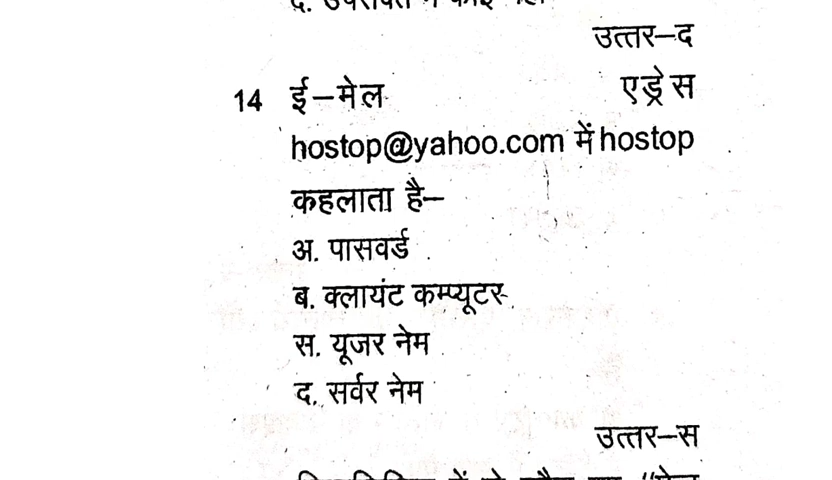 उत्तर–द
14 ई–मेल एड्रेस
hostop@yahoo.com में hostop
कहलाता है–
अ. पासवर्ड
ब. क्लायंट कम्प्यूटर
स. यूजर नेम
द. सर्वर नेम
उत्तर–स